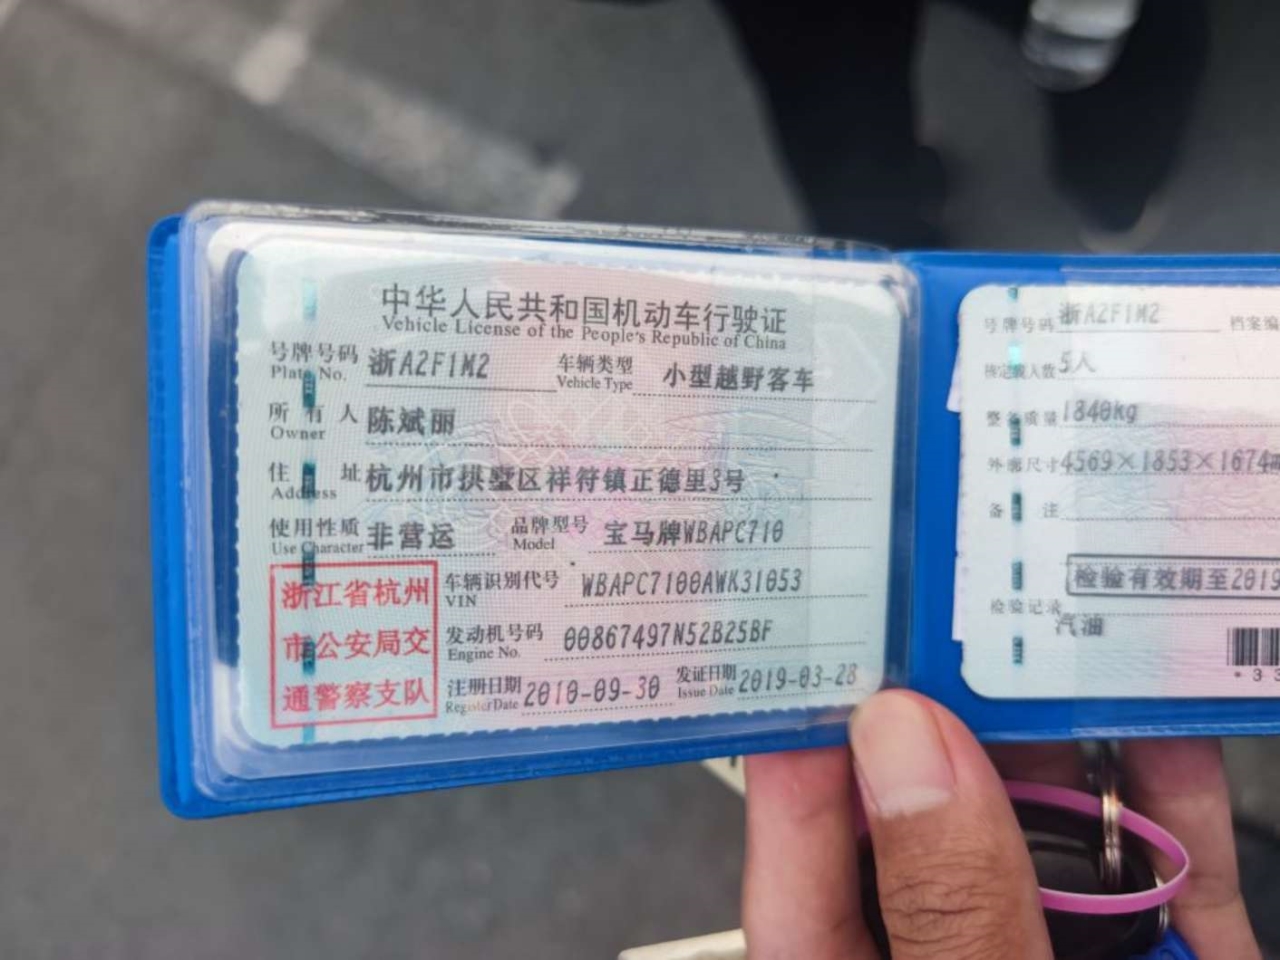 中华人民共和国机动车行驶证
Vehicle License of the People's Republic of China
号牌号码 浙A2F1M2 车辆类型 小型越野客车
Plate No. Vehicle Type
所有人 陈斌丽
Owner
住址 杭州市拱墅区祥符镇正德里3号
Address
使用性质 非营运 品牌型号 宝马牌WBAPC710
Use Character Model
浙江省杭州
市公安局交
通警察支队
车辆识别代号 WBAPC7100AWK31053
VIN
发动机号码 00867497N52B25BF
Engine No.
注册日期 2010-09-30 发证日期 2019-03-28
Register Date Issue Date
号牌号码 浙A2F1M2 档案编
核定载人数 5人
整备质量 1840kg
外廓尺寸 4569×1853×1674
备注
检验有效期至2019
检验记录
汽油